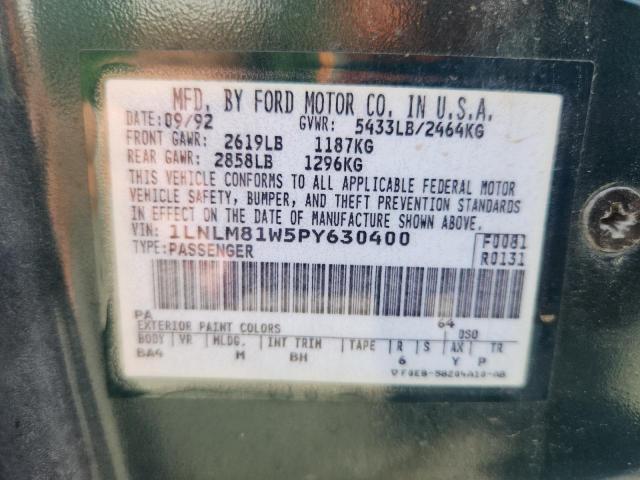 MFD. BY FORD MOTOR CO. IN U.S.A.
DATE: 09/92 GVWR: 5433LB/2464KG
FRONT GAWR: 2619LB 1187KG
REAR GAWR: 2858LB 1296KG
THIS VEHICLE CONFORMS TO ALL APPLICABLE FEDERAL MOTOR
VEHICLE SAFETY, BUMPER, AND THEFT PREVENTION STANDARDS
IN EFFECT ON THE DATE OF MANUFACTURE SHOWN ABOVE.
VIN: 1LNLM81W5PY630400 F0081
TYPE: PASSENGER R0131
PA 64
EXTERIOR PAINT COLORS DSO
BODY VR MLDG. INT TRIM TAPE R S AX TR
BA4 M BH 6 Y P
▽F0EB-58204A10-AB